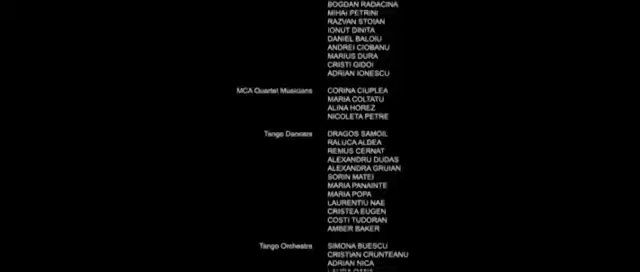 BOGDAN RADACINA
MIHAI PETRINI
RAZVAN STOIAN
IONUT DINITA
DANIEL BALOIU
ANDREI CIOBANU
MARIUS DURA
CRISTI GIDOI
ADRIAN IONESCU
MCA Quartet Musicians CORINA CIUPLEA
MARIA COLTATU
ALINA HOREZ
NICOLETA PETRE
Tango Dancers DRAGOS SAMOIL
RALUCA ALDEA
REMUS CERNAT
ALEXANDRU DUDAS
ALEXANDRA GRUIAN
SORIN MATEI
MARIA PANAINTE
MARIA POPA
LAURENTIU NAE
CRISTEA EUGEN
COSTI TUDORAN
AMBER BAKER
Tango Orchestra SIMONA BUESCU
CRISTIAN CRUNTEANU
ADRIAN NICA